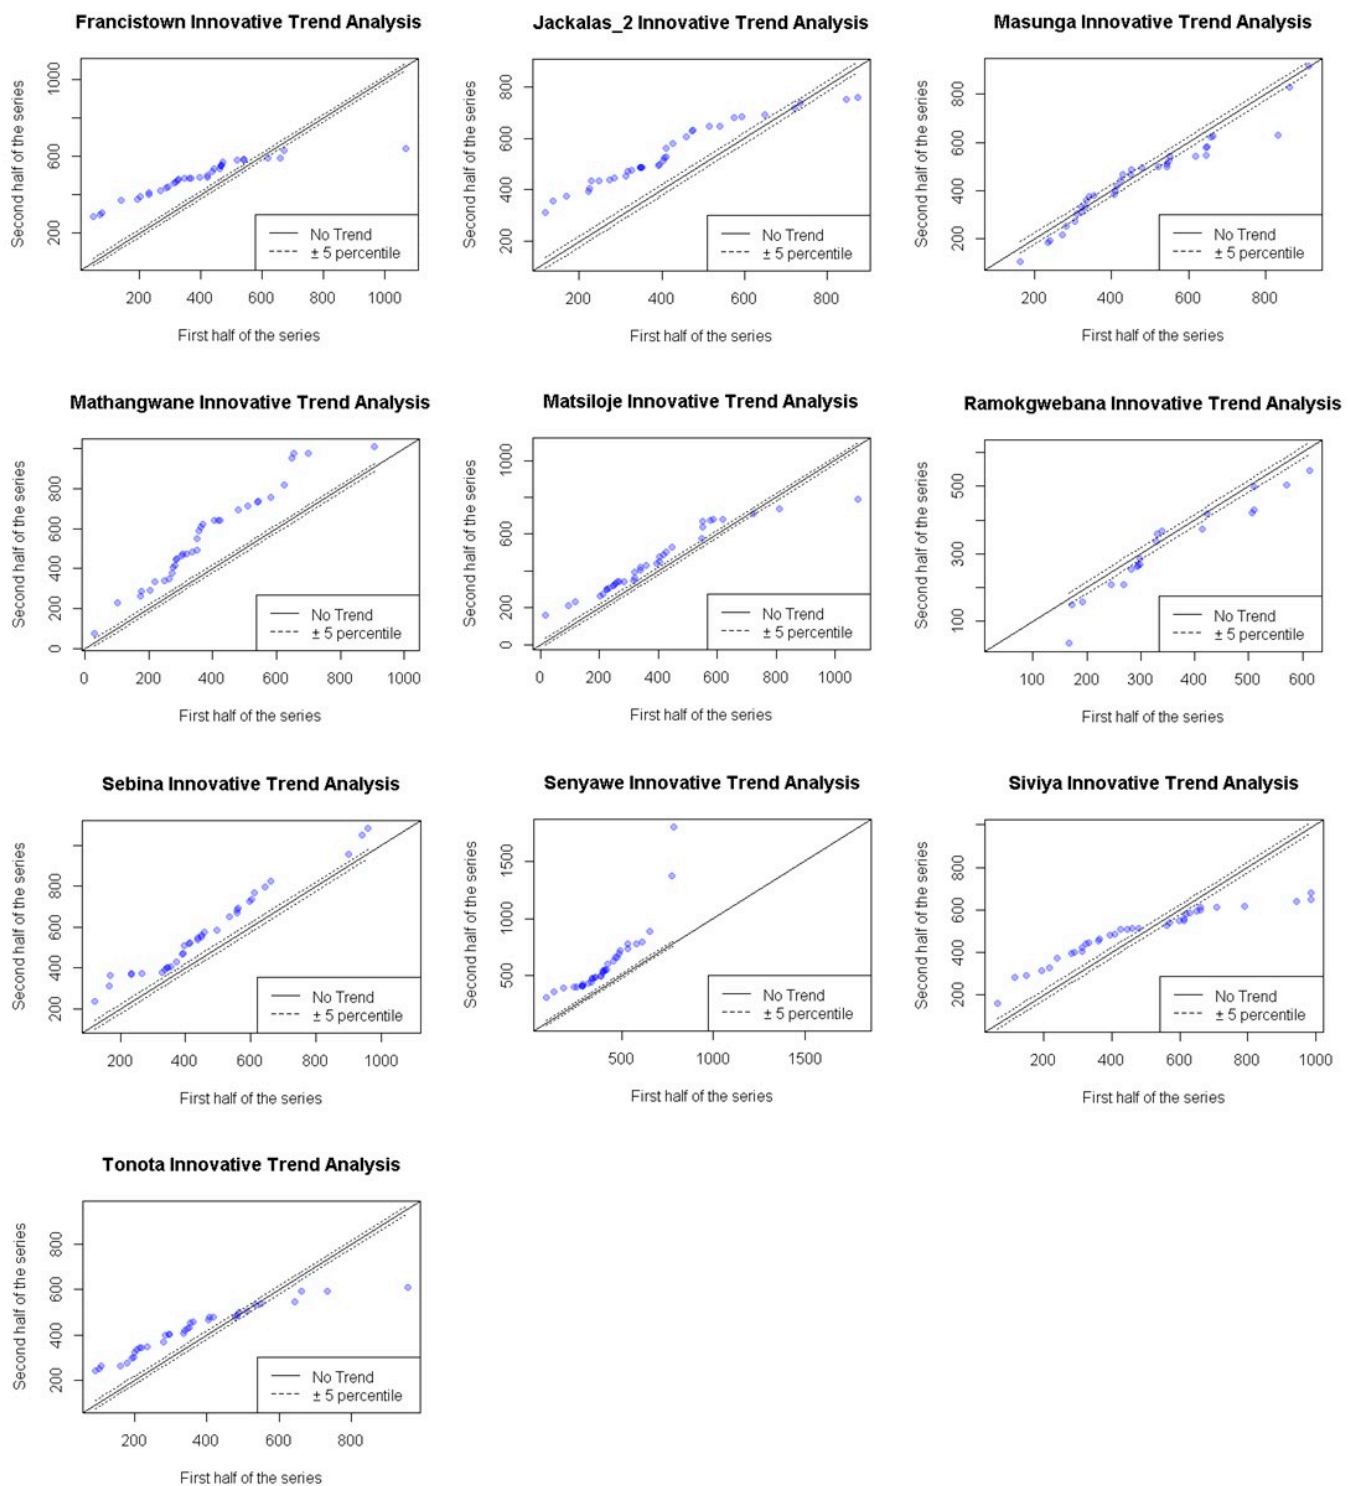 Francistown Innovative Trend Analysis
Second half of the series
1000
600
200
No Trend
± 5 percentile
200 400 600 800 1000
First half of the series
Jackalas_2 Innovative Trend Analysis
Second half of the series
800
600
400
200
No Trend
± 5 percentile
200 400 600 800
First half of the series
Masunga Innovative Trend Analysis
Second half of the series
800
600
400
200
No Trend
± 5 percentile
200 400 600 800
First half of the series
Mathangwane Innovative Trend Analysis
Second half of the series
800
600
400
200
0
No Trend
± 5 percentile
0 200 400 600 800 1000
First half of the series
Matsiloje Innovative Trend Analysis
Second half of the series
1000
600
200
0
No Trend
± 5 percentile
0 200 400 600 800 1000
First half of the series
Ramokgwebana Innovative Trend Analysis
Second half of the series
500
300
100
No Trend
± 5 percentile
100 200 300 400 500 600
First half of the series
Sebina Innovative Trend Analysis
Second half of the series
800
600
400
200
No Trend
± 5 percentile
200 400 600 800 1000
First half of the series
Senyawe Innovative Trend Analysis
Second half of the series
1500
1000
500
No Trend
± 5 percentile
500 1000 1500
First half of the series
Siviya Innovative Trend Analysis
Second half of the series
800
600
400
200
No Trend
± 5 percentile
200 400 600 800 1000
First half of the series
Tonota Innovative Trend Analysis
Second half of the series
800
600
400
200
No Trend
± 5 percentile
200 400 600 800
First half of the series